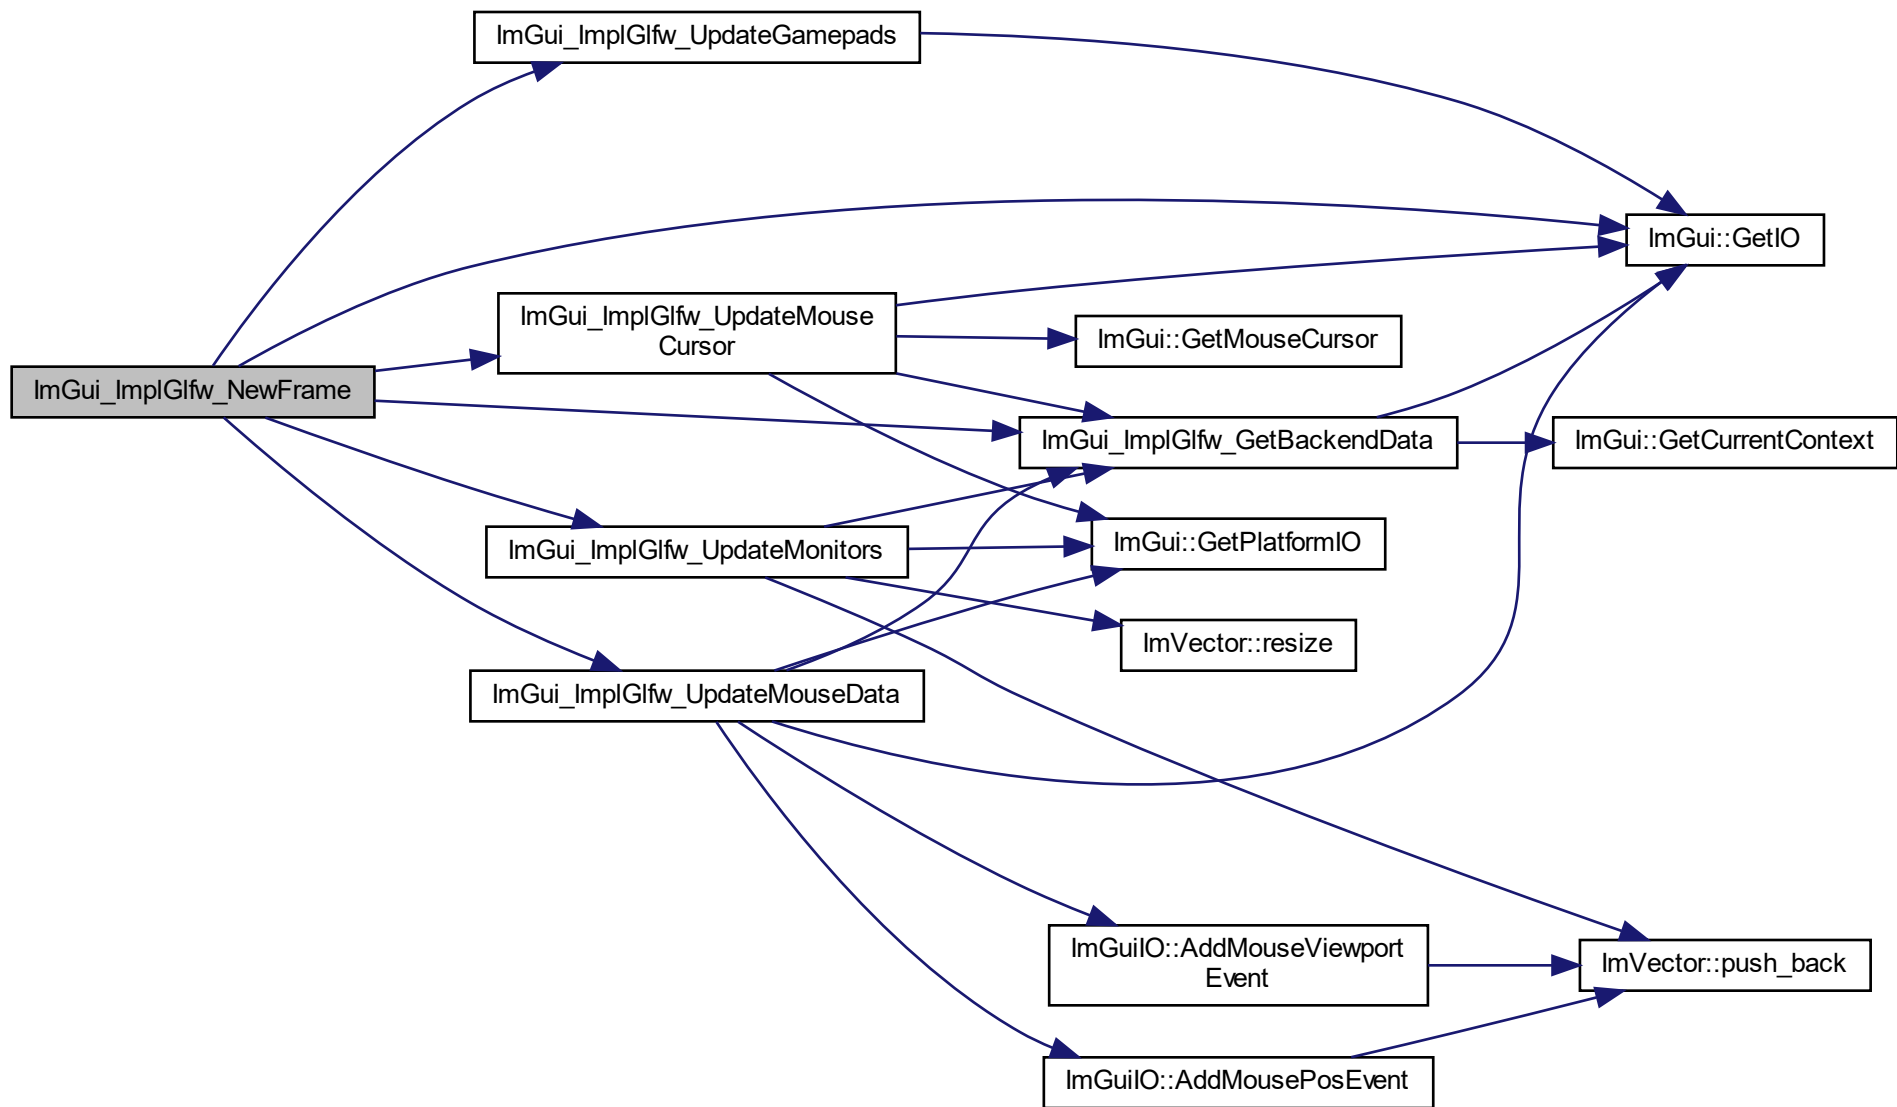 ImGui_ImplGlfw_UpdateGamepads
ImGui::GetIO
ImGui_ImplGlfw_UpdateMouse
Cursor
ImGui::GetMouseCursor
ImGui_ImplGlfw_NewFrame
ImGui_ImplGlfw_GetBackendData
ImGui::GetCurrentContext
ImGui_ImplGlfw_UpdateMonitors
ImGui::GetPlatformIO
ImVector::resize
ImGui_ImplGlfw_UpdateMouseData
ImGuiIO::AddMouseViewport
Event
ImVector::push_back
ImGuiIO::AddMousePosEvent